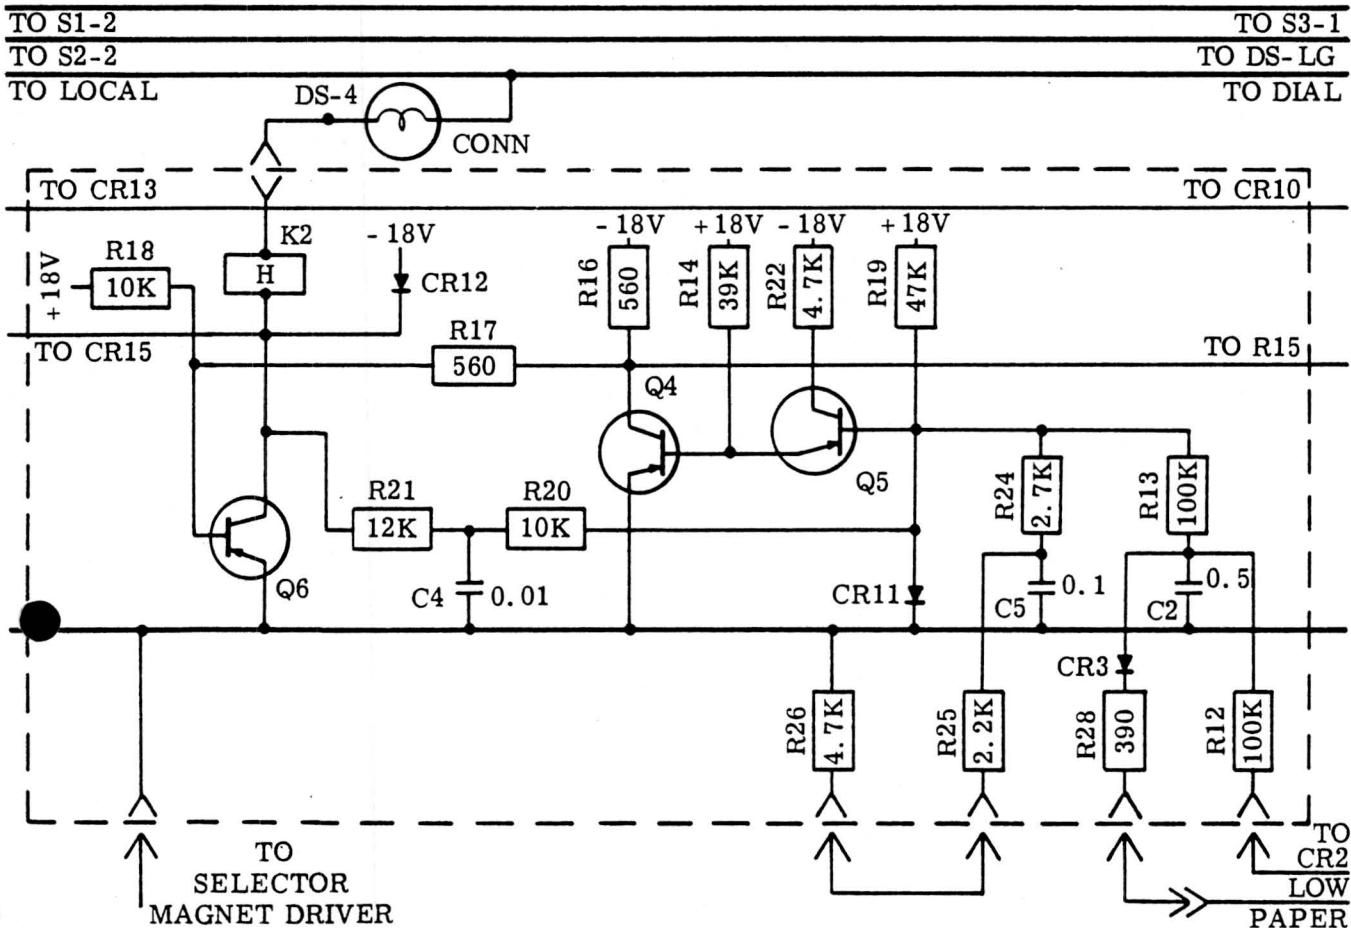 TO S1-2
TO S3-1
TO S2-2
TO DS-LG
TO LOCAL
TO DIAL
DS-4
CONN
TO CR13
TO CR10
K2
H
-18V
CR12
R18
10K
+18V
-18V
R16
560
+18V
R14
39K
-18V
R22
4.7K
+18V
R19
47K
TO CR15
R17
560
TO R15
Q4
Q5
R21
12K
R20
10K
R24
2.7K
R13
100K
Q6
C4
0.01
CR11
C5
0.1
C2
0.5
CR3
R26
4.7K
R25
2.2K
R28
390
R12
100K
TO
SELECTOR
MAGNET DRIVER
TO
CR2
LOW
PAPER